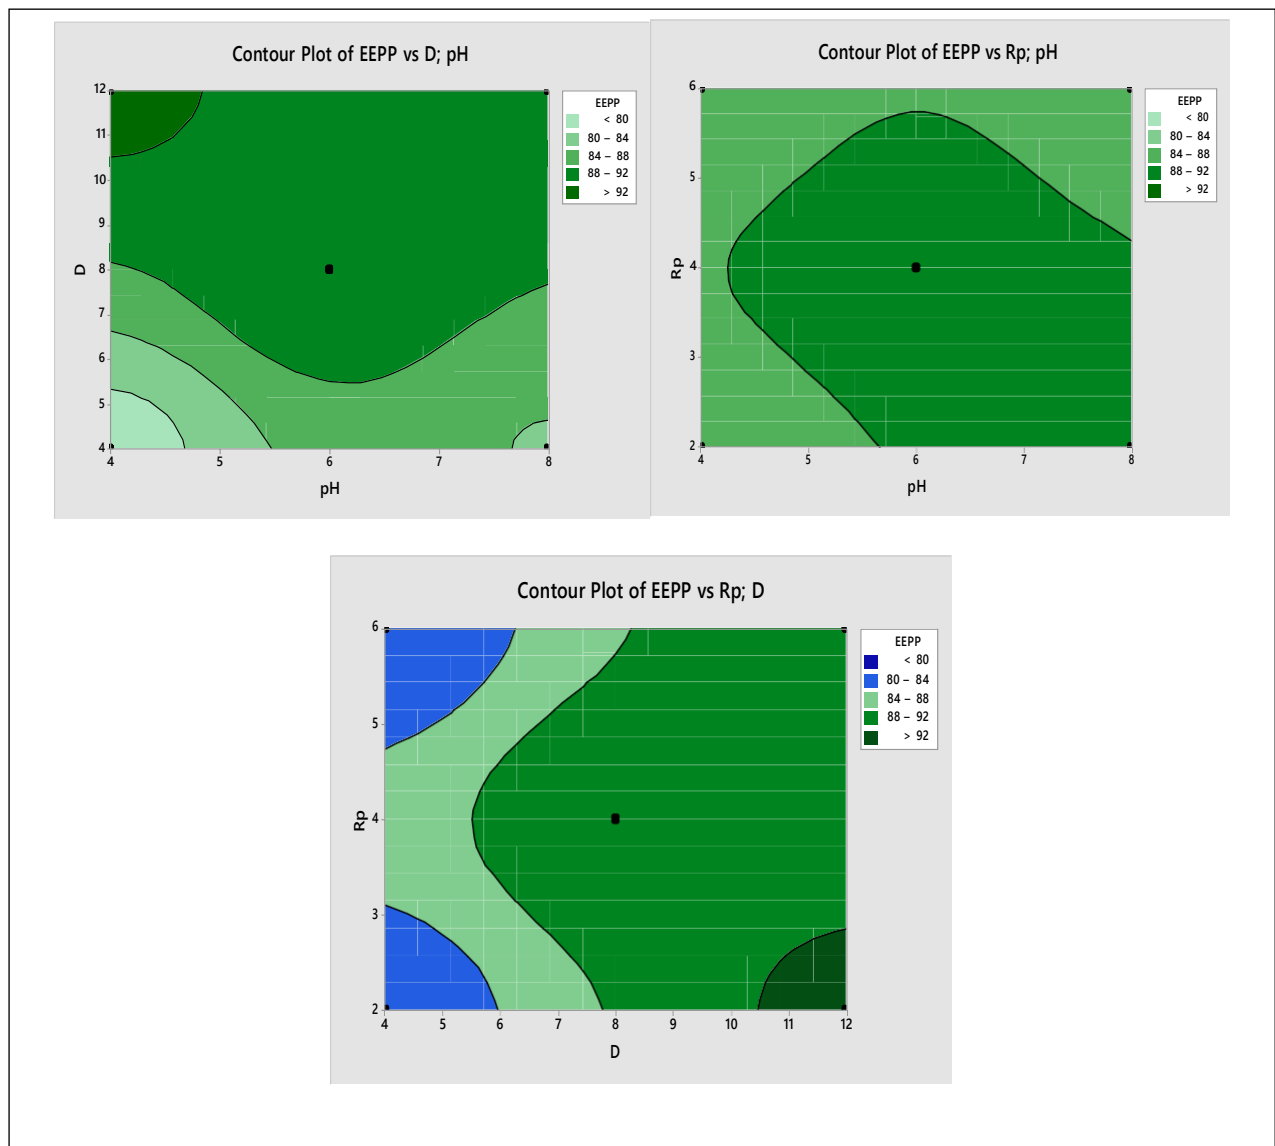 Contour Plot of EEPP vs D; pH
12
11
10
9
8
7
6
5
4
D
4 5 6 7 8
pH
EEPP
< 80
80 – 84
84 – 88
88 – 92
> 92
Contour Plot of EEPP vs Rp; pH
6
5
4
3
2
Rp
4 5 6 7 8
pH
EEPP
< 80
80 – 84
84 – 88
88 – 92
> 92
Contour Plot of EEPP vs Rp; D
6
5
4
3
2
Rp
4 5 6 7 8 9 10 11 12
D
EEPP
< 80
80 – 84
84 – 88
88 – 92
> 92